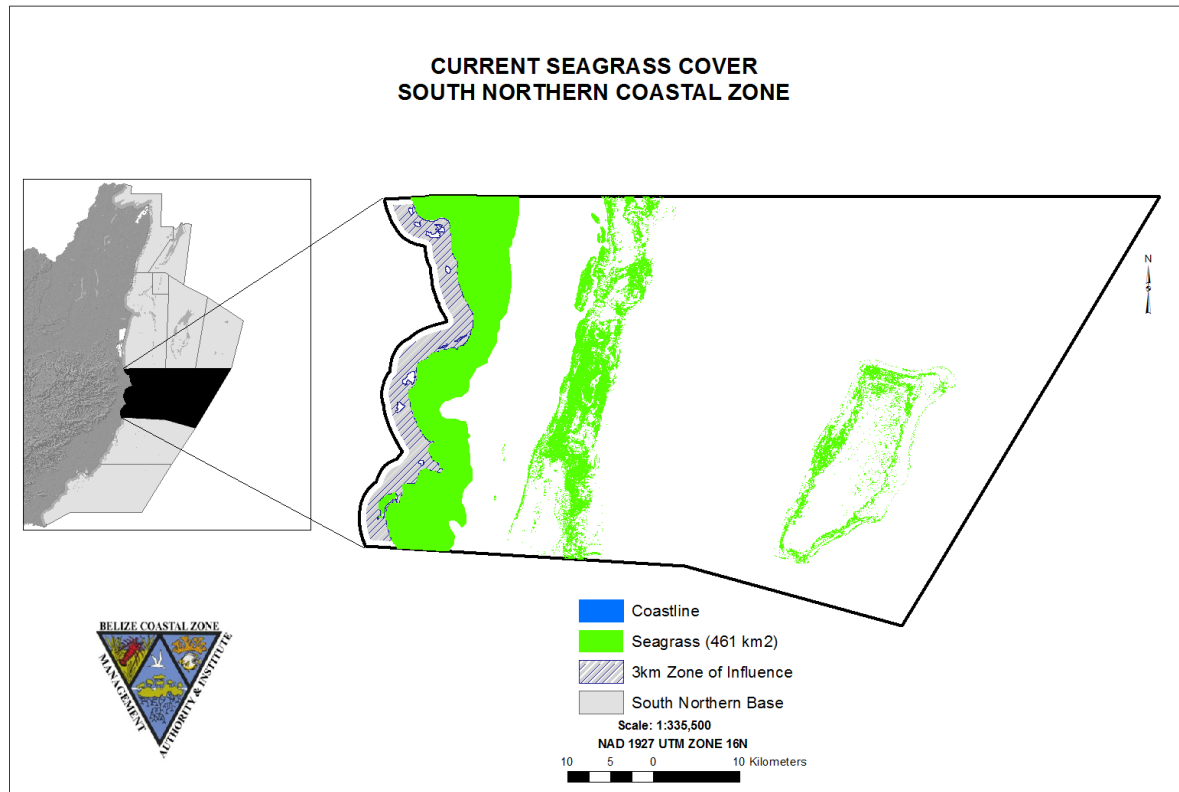 CURRENT SEAGRASS COVER
SOUTH NORTHERN COASTAL ZONE
N
Coastline
Seagrass (461 km2)
3km Zone of Influence
South Northern Base
Scale: 1:335,500
NAD 1927 UTM ZONE 16N
10 5 0 10 Kilometers
BELIZE COASTAL ZONE
MANAGEMENT
AUTHORITY & INSTITUTE